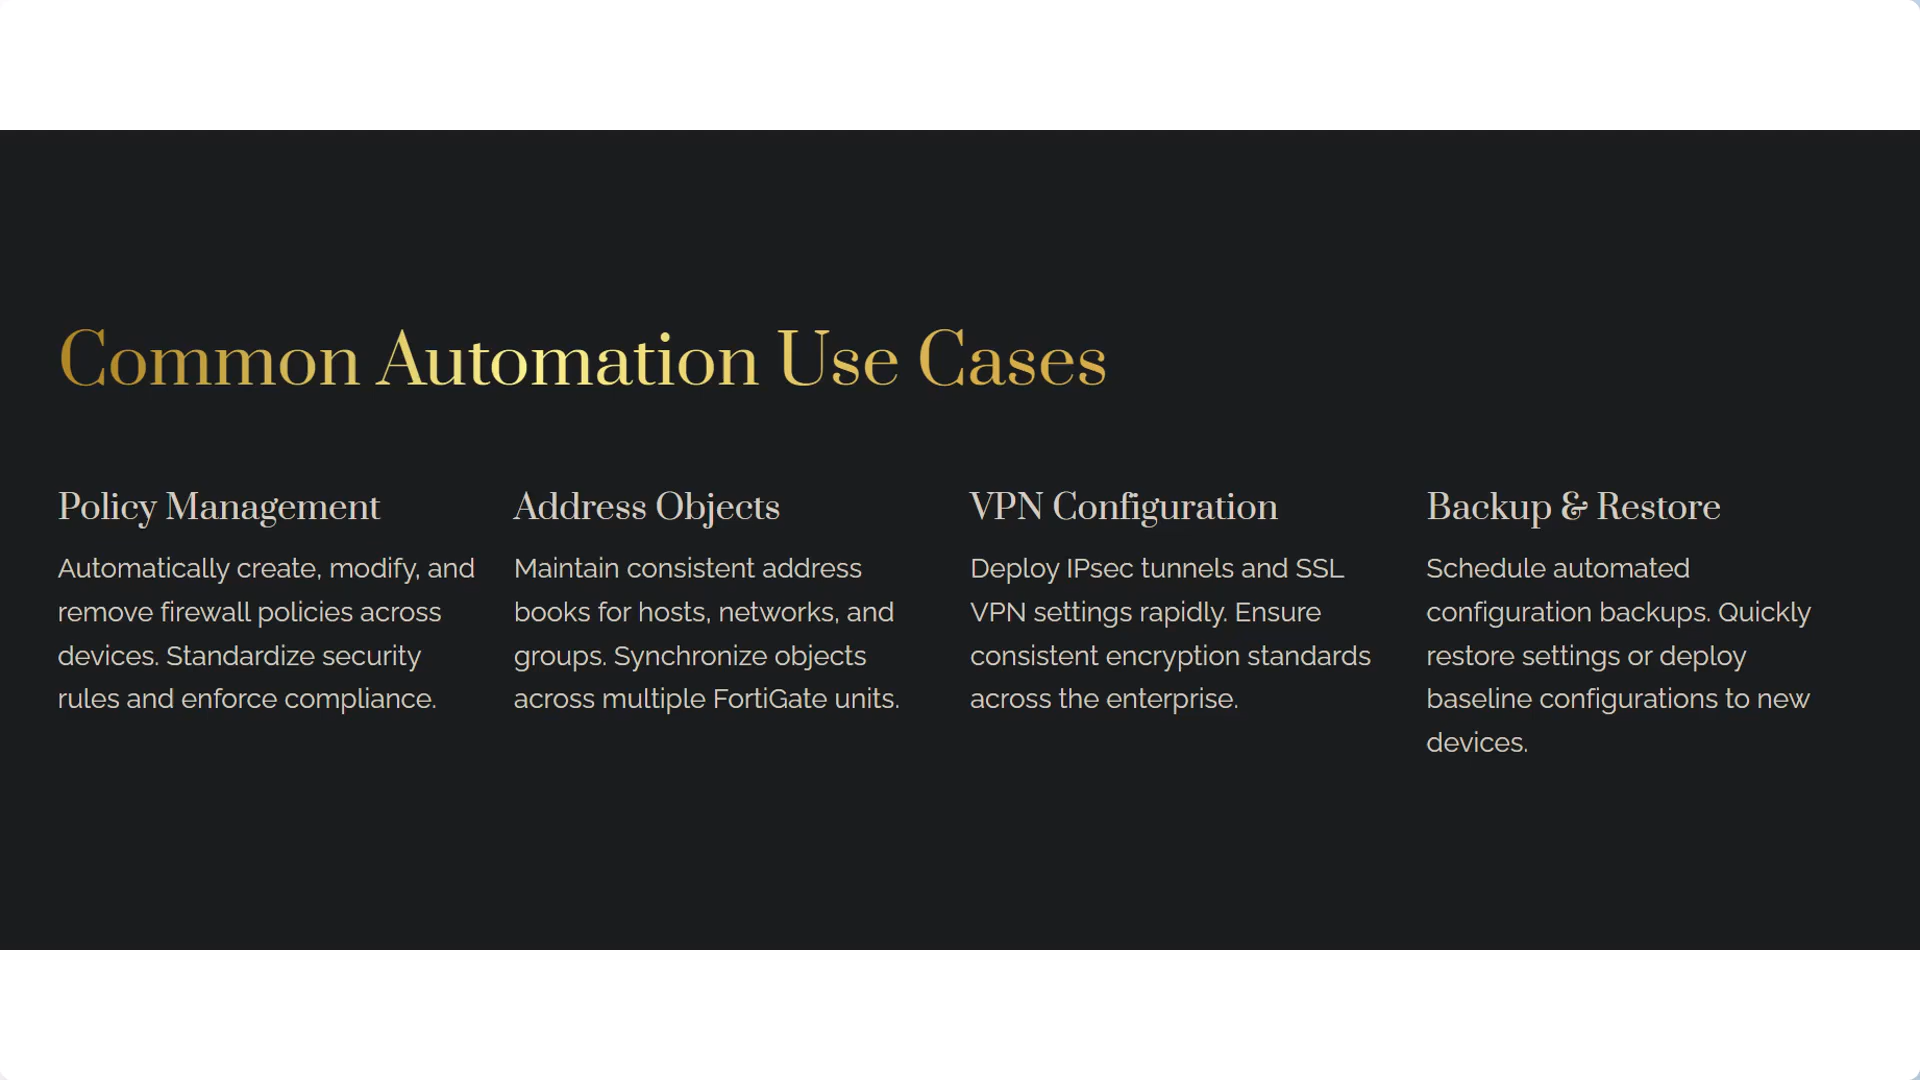 Common Automation Use Cases
Policy Management
Automatically create, modify, and
remove firewall policies across
devices. Standardize security
rules and enforce compliance.
Address Objects
Maintain consistent address
books for hosts, networks, and
groups. Synchronize objects
across multiple FortiGate units.
VPN Configuration
Deploy IPsec tunnels and SSL
VPN settings rapidly. Ensure
consistent encryption standards
across the enterprise.
Backup & Restore
Schedule automated
configuration backups. Quickly
restore settings or deploy
baseline configurations to new
devices.